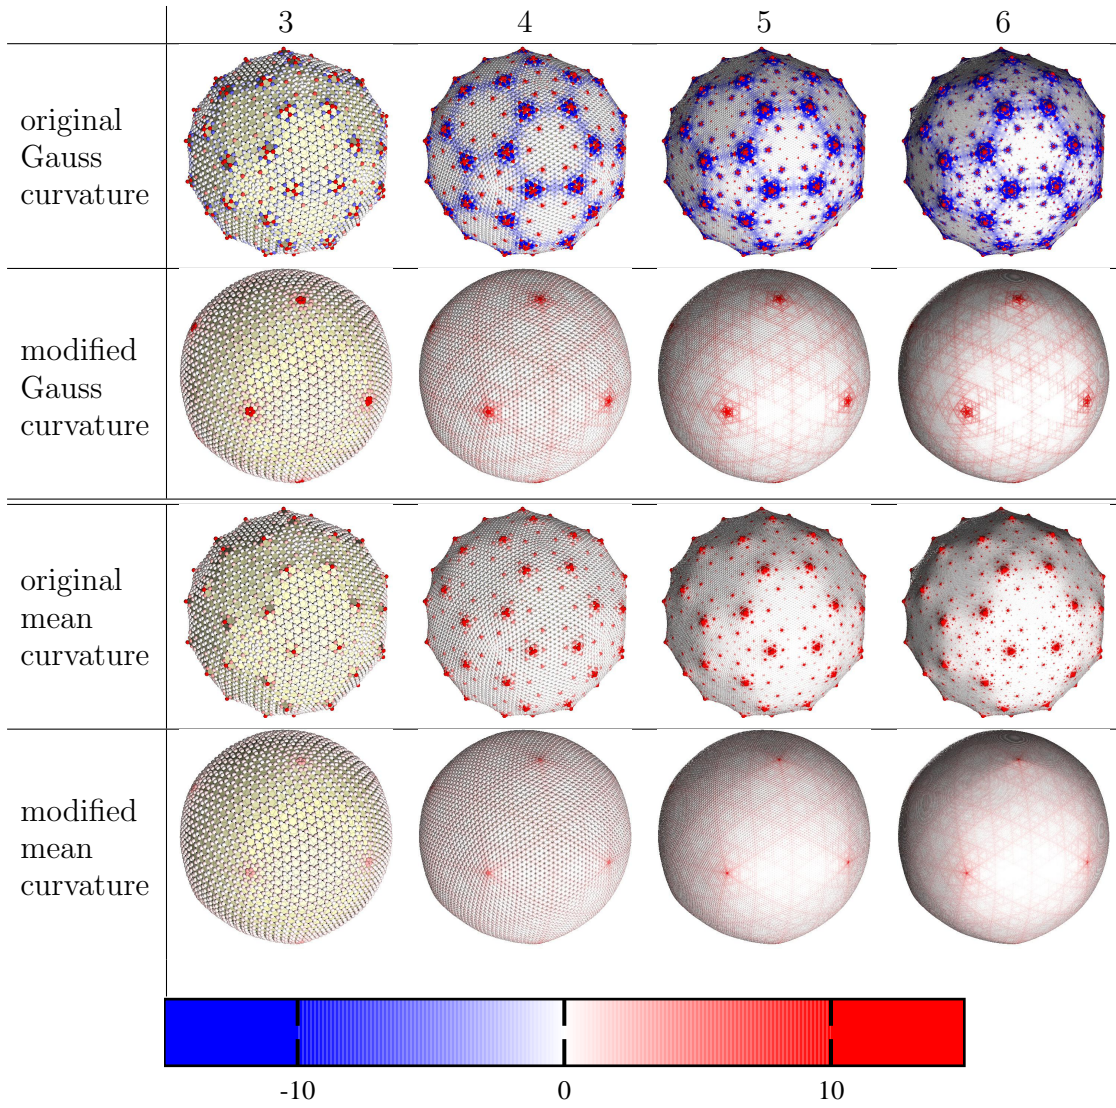 3 4 5 6
original
Gauss
curvature
modified
Gauss
curvature
original
mean
curvature
modified
mean
curvature
-10 0 10